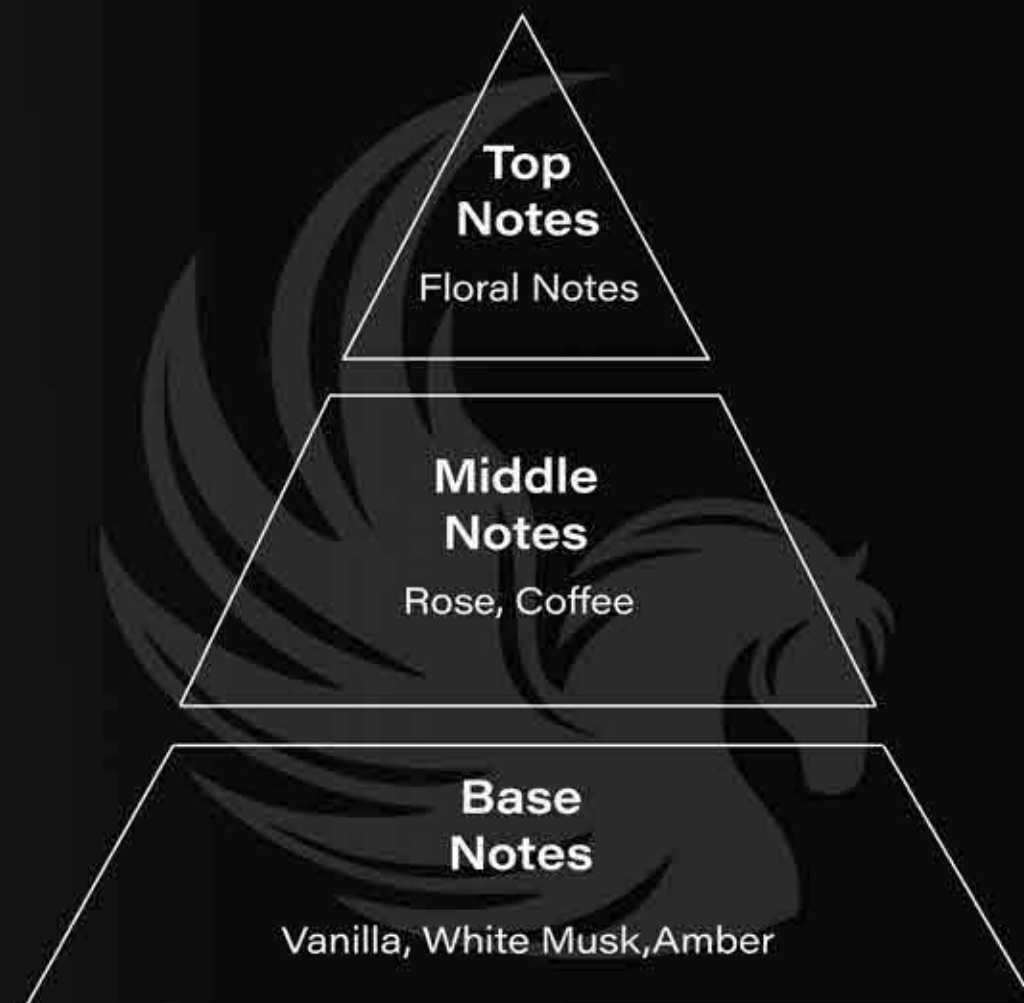 Top
Notes
Floral Notes
Middle
Notes
Rose, Coffee
Base
Notes
Vanilla, White Musk,Amber